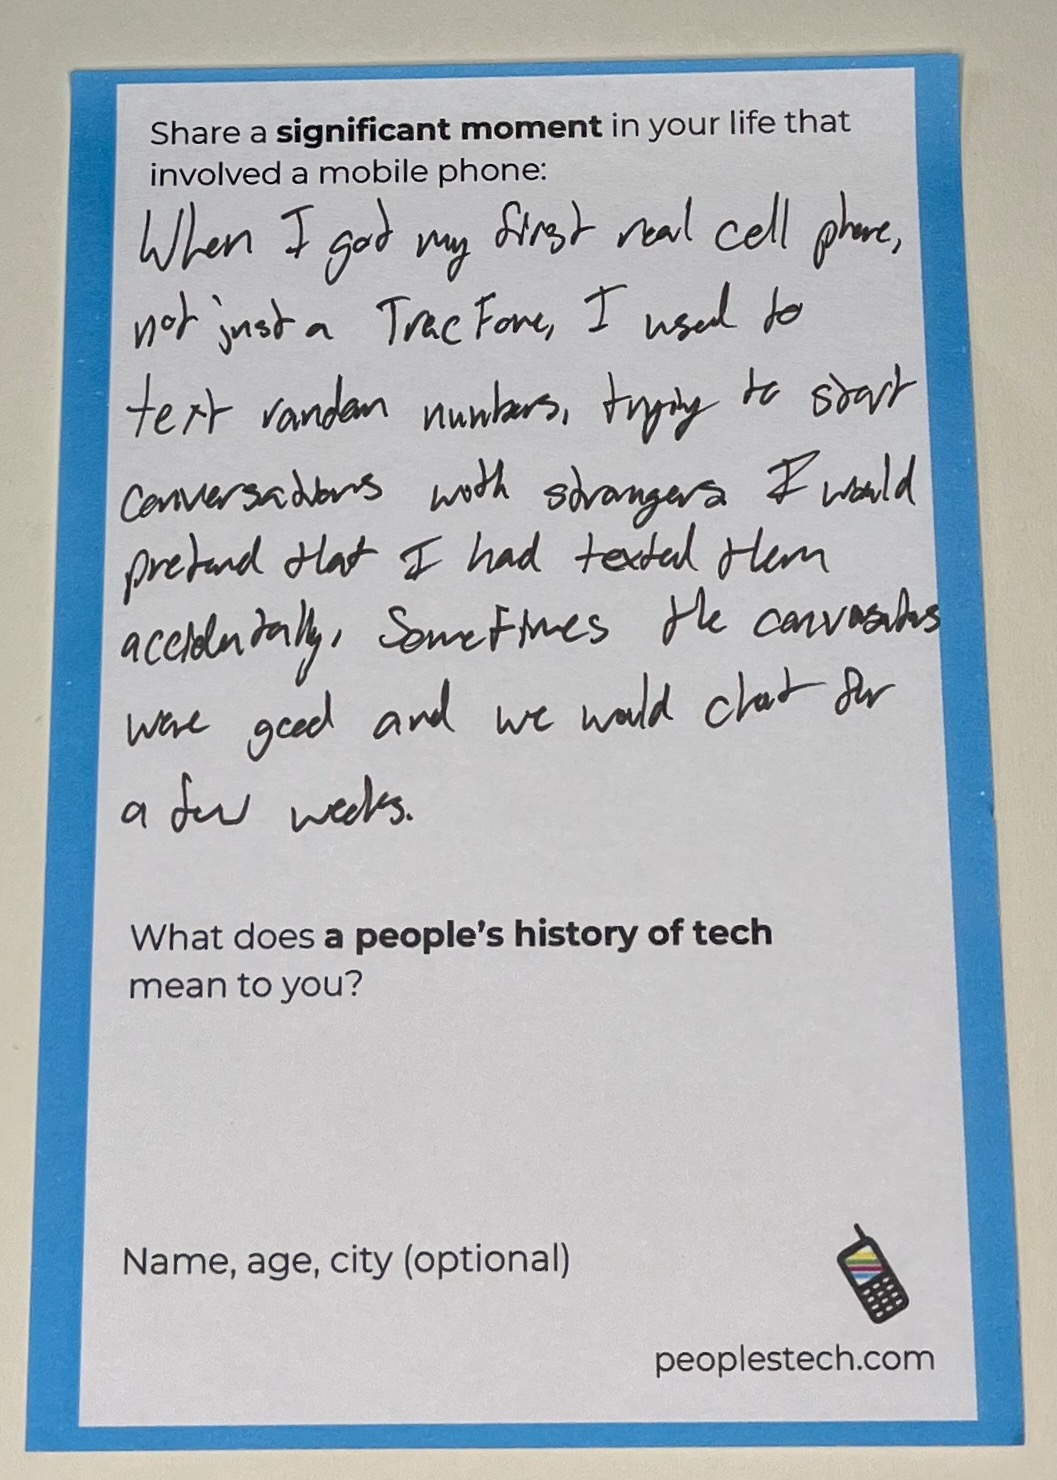 Share a significant moment in your life that
involved a mobile phone:
When I got my first real cell phone,
not just a TracFone, I used to
text random numbers, trying to start
conversations with strangers I would
pretend that I had texted them
accidentally. Sometimes the conversations
were good and we would chat for
a few weeks.
What does a people's history of tech
mean to you?
Name, age, city (optional)
peoplestech.com